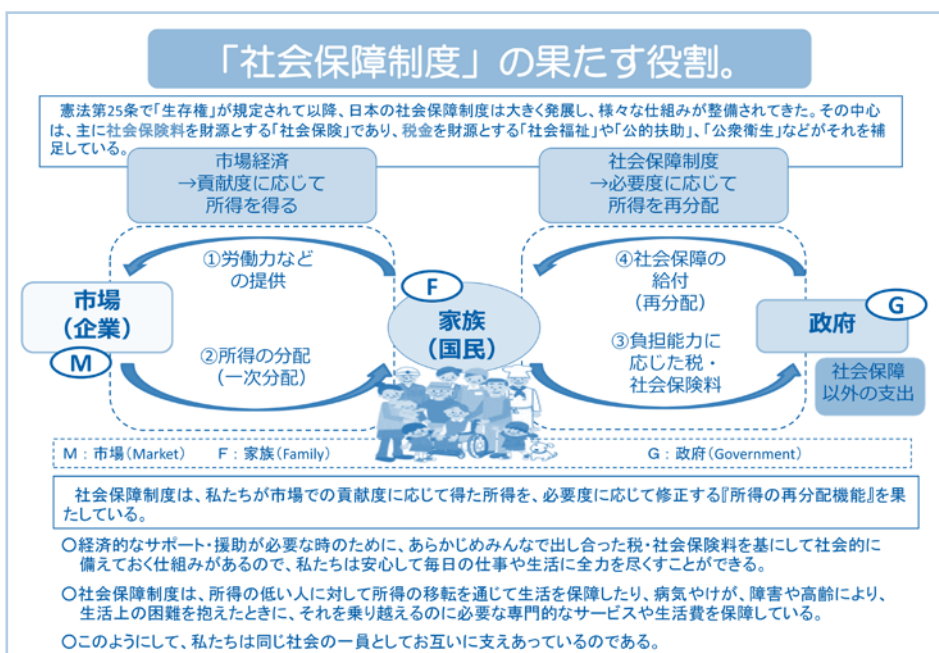 「社会保障制度」の果たす役割。
憲法第25条で「生存権」が規定されて以降、日本の社会保障制度は大きく発展し、様々な仕組みが整備されてきた。その中心
は、主に社会保険料を財源とする「社会保険」であり、税金を財源とする「社会福祉」や「公的扶助」、「公衆衛生」などがそれを補
足している。
市場経済
→貢献度に応じて
所得を得る
社会保障制度
→必要度に応じて
所得を再分配
①労働力など
の提供
④社会保障の
給付
(再分配)
市場
(企業)
M
F
家族
(国民)
政府
G
②所得の分配
(一次分配)
③負担能力に
応じた税・
社会保険料
社会保障
以外の支出
M:市場(Market) F:家族(Family) G:政府(Government)
社会保障制度は、私たちが市場での貢献度に応じて得た所得を、必要度に応じて修正する『所得の再分配機能』を果
たしている。
〇経済的なサポート・援助が必要な時のために、あらかじめみんなで出し合った税・社会保険料を基にして社会的に
備えておく仕組みがあるので、私たちは安心して毎日の仕事や生活に全力を尽くすことができる。
〇社会保障制度は、所得の低い人に対して所得の移転を通じて生活を保障したり、病気やけが、障害や高齢により、
生活上の困難を抱えたときに、それを乗り越えるのに必要な専門的なサービスや生活費を保障している。
〇このようにして、私たちは同じ社会の一員としてお互いに支えあっているのである。